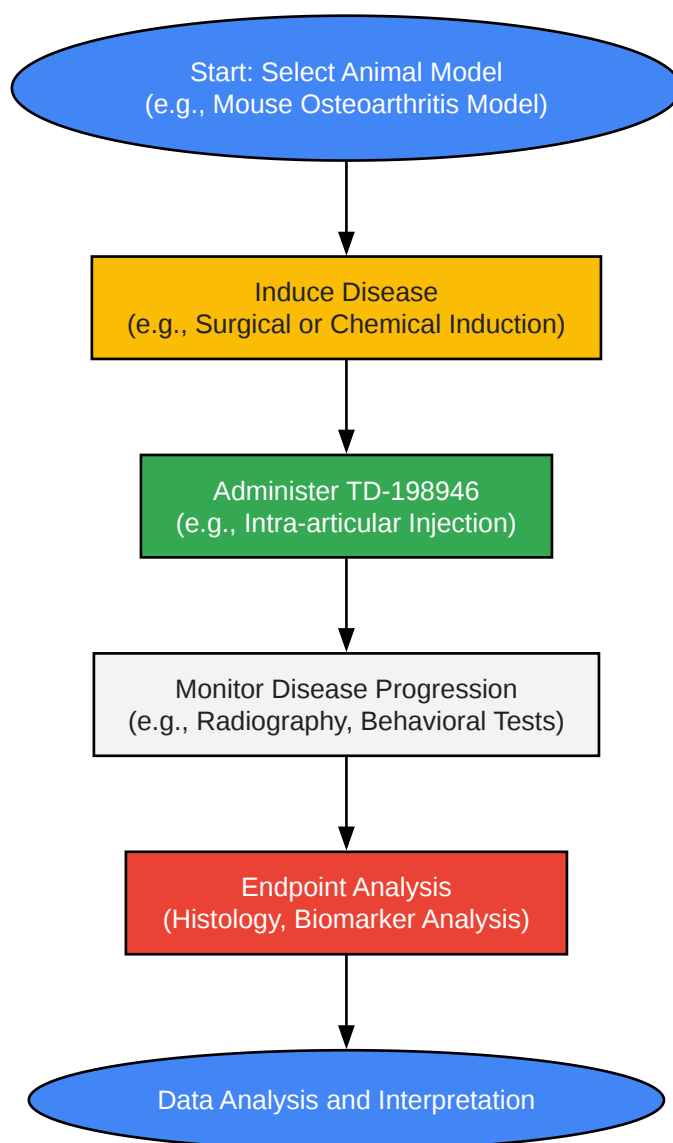 Start: Select Animal Model
(e.g., Mouse Osteoarthritis Model)
Induce Disease
(e.g., Surgical or Chemical Induction)
Administer TD-198946
(e.g., Intra-articular Injection)
Monitor Disease Progression
(e.g., Radiography, Behavioral Tests)
Endpoint Analysis
(Histology, Biomarker Analysis)
Data Analysis and Interpretation